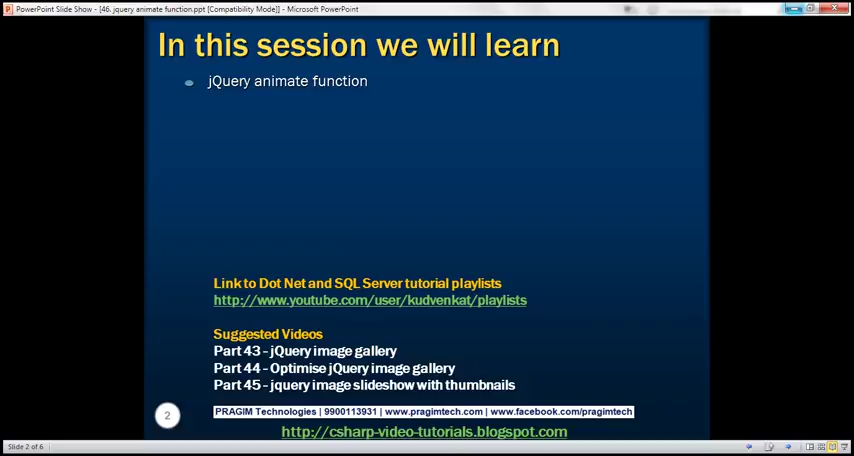 PowerPoint Slide Show - [46. jquery animate function.ppt [Compatibility Mode]] - Microsoft PowerPoint
In this session we will learn
jQuery animate function
Link to Dot Net and SQL Server tutorial playlists
http://www.youtube.com/user/kudvenkat/playlists
Suggested Videos
Part 43 - jQuery image gallery
Part 44 - Optimise jQuery image gallery
Part 45 - jquery image slideshow with thumbnails
2
PRAGIM Technologies | 9900113931 | www.pragimtech.com | www.facebook.com/pragimtech
http://csharp-video-tutorials.blogspot.com
Slide 2 of 6